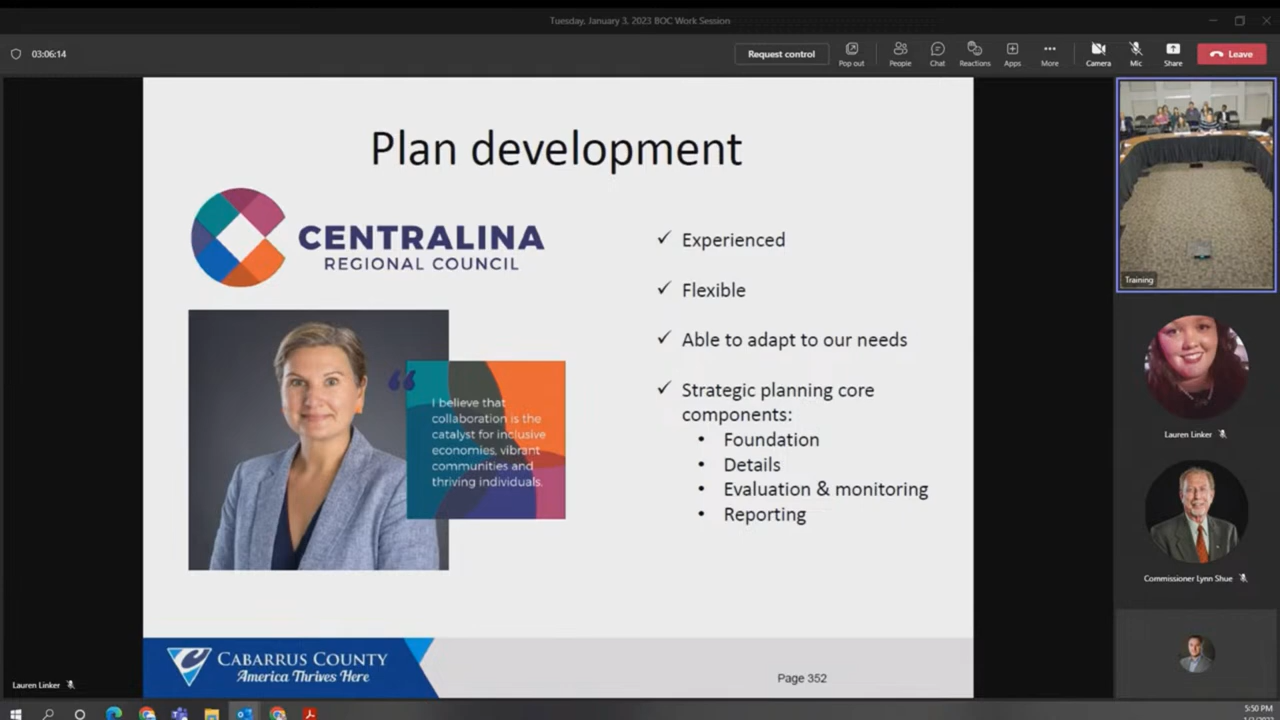 Tuesday, January 3, 2023 BOC Work Session
03:06:14
Request control
Pop out
People
Chat
Reactions
Apps
More
Camera
Mic
Share
Leave
Plan development
CENTRALINA
REGIONAL COUNCIL
“
I believe that
collaboration is the
catalyst for inclusive
economies, vibrant
communities and
thriving individuals.
✓ Experienced
✓ Flexible
✓ Able to adapt to our needs
✓ Strategic planning core
components:
• Foundation
• Details
• Evaluation & monitoring
• Reporting
CABARRUS COUNTY
America Thrives Here
Page 352
Training
Lauren Linker
Commissioner Lynn Shue
Lauren Linker
5:50 PM